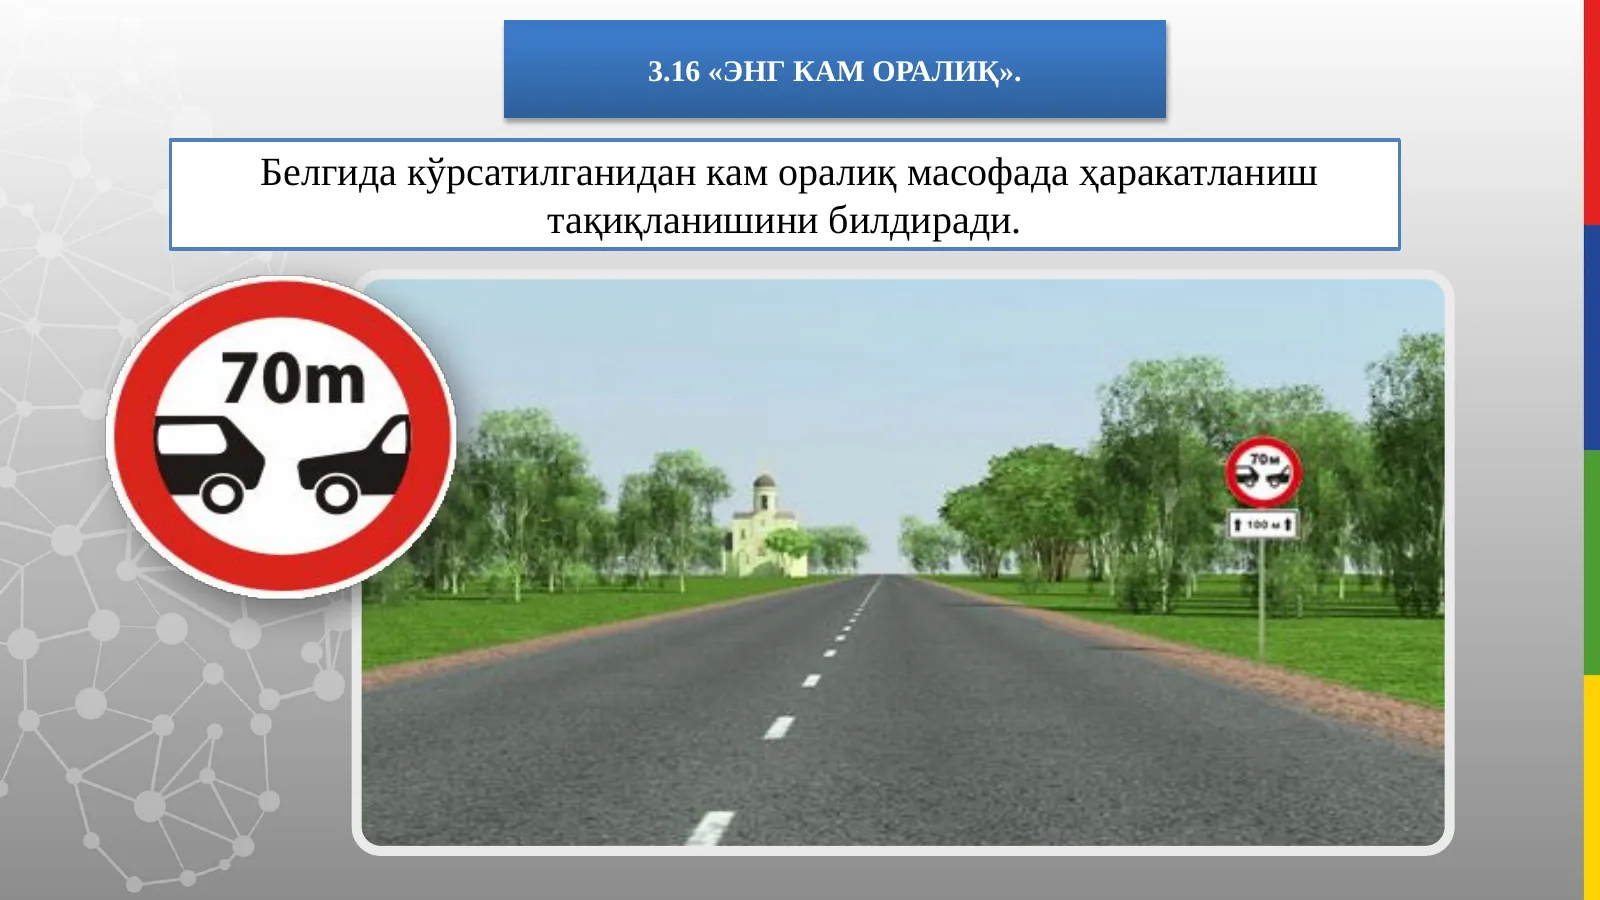 3.16 «ЭНГ КАМ ОРАЛИҚ».
Белгида кўрсатилганидан кам оралиқ масофада ҳаракатланиш
тақиқланишини билдиради.
70m
70м
100 м